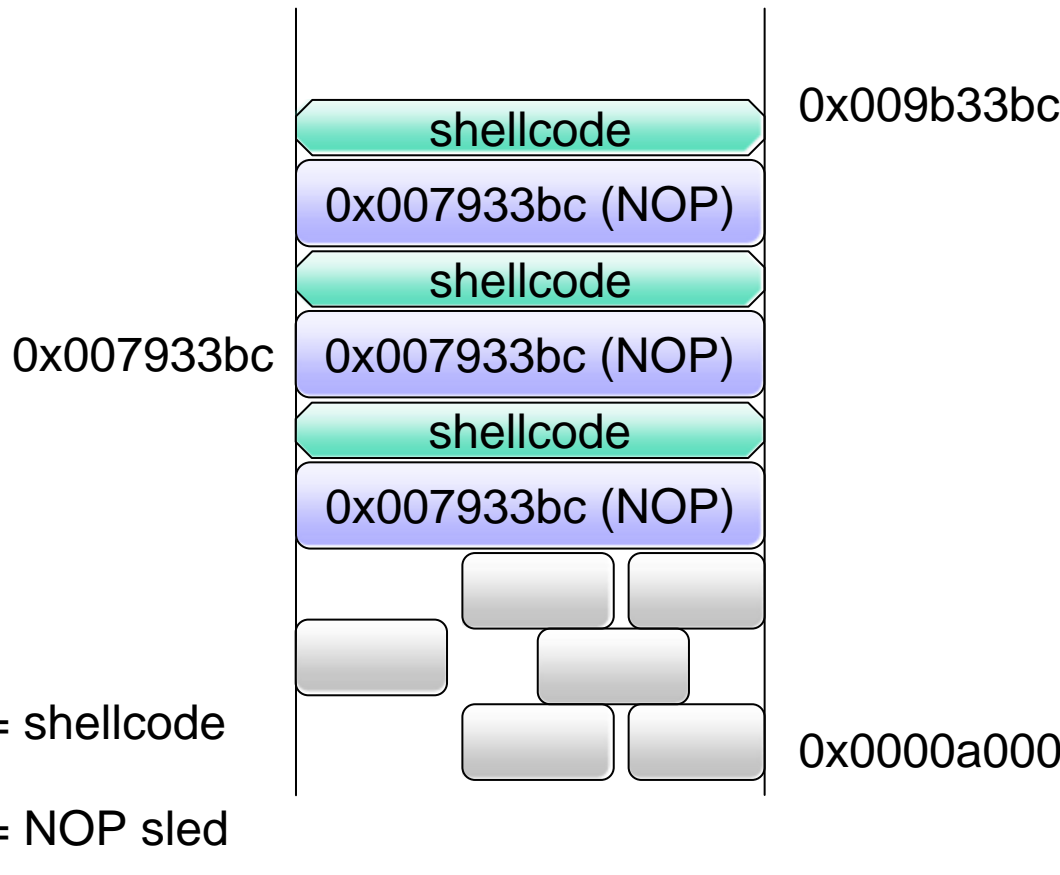 0x009b33bc
shellcode
0x007933bc (NOP)
shellcode
0x007933bc
0x007933bc (NOP)
shellcode
0x007933bc (NOP)
= shellcode
0x0000a000
= NOP sled